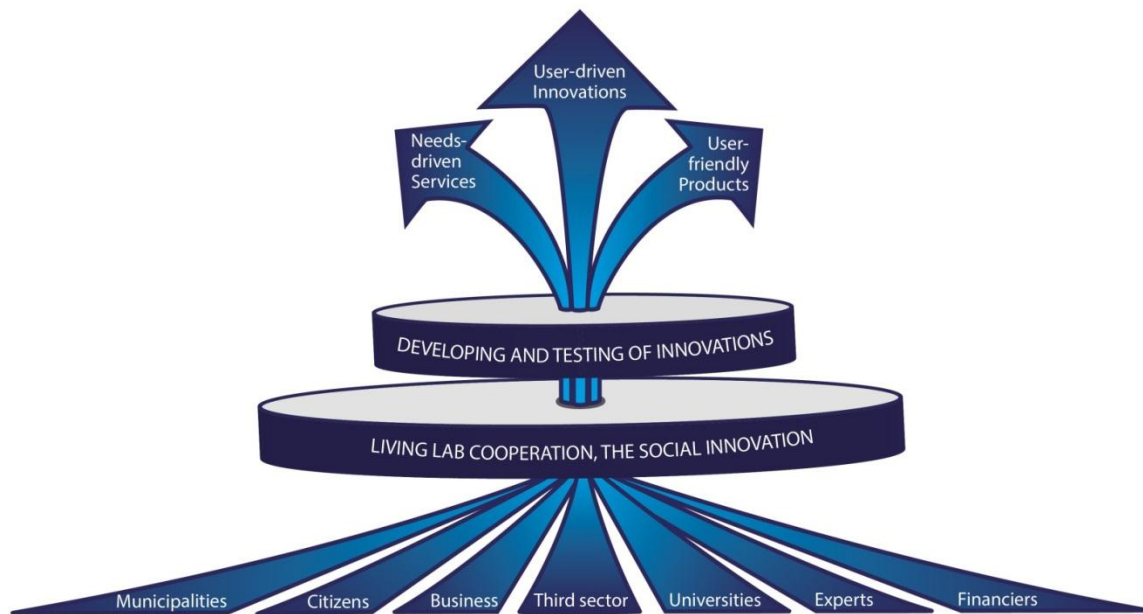 User-driven
Innovations
Needs-
driven
Services
User-
friendly
Products
DEVELOPING AND TESTING OF INNOVATIONS
LIVING LAB COOPERATION, THE SOCIAL INNOVATION
Municipalities
Citizens
Business
Third sector
Universities
Experts
Financiers